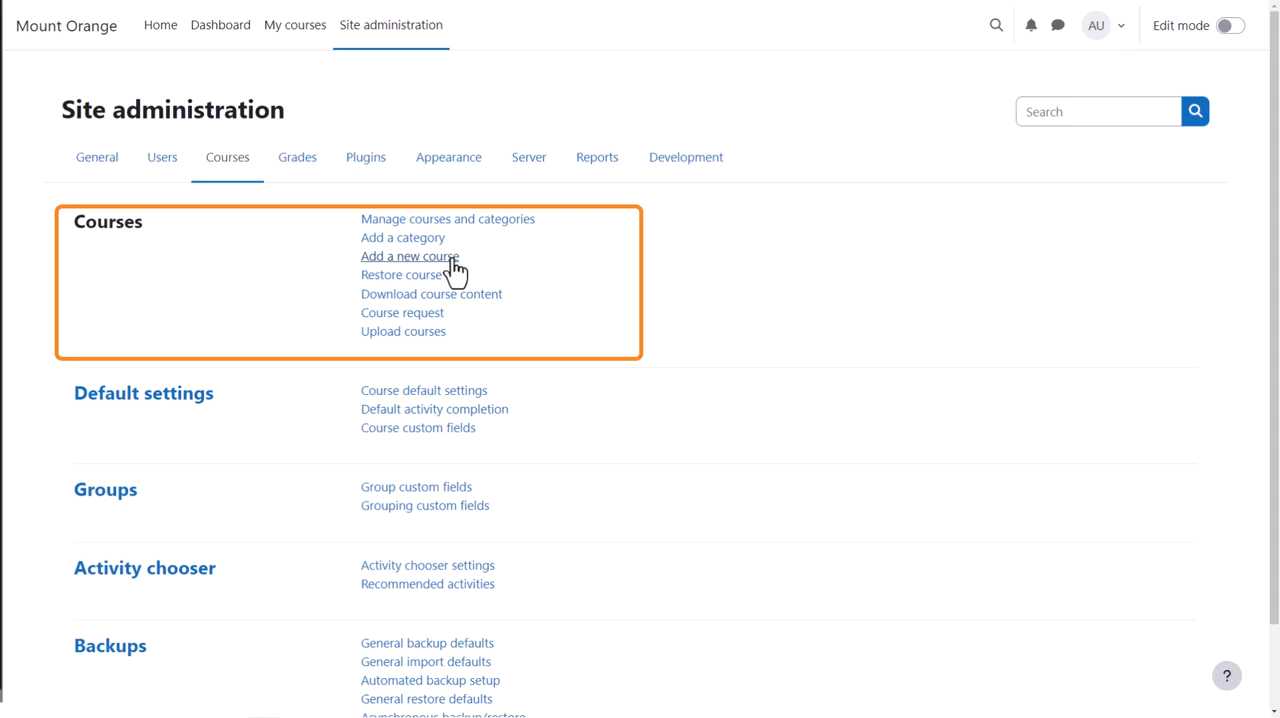 Mount Orange Home Dashboard My courses Site administration AU Edit mode
Site administration
Search
General Users Courses Grades Plugins Appearance Server Reports Development
Courses
Manage courses and categories
Add a category
Add a new course
Restore course
Download course content
Course request
Upload courses
Default settings
Course default settings
Default activity completion
Course custom fields
Groups
Group custom fields
Grouping custom fields
Activity chooser
Activity chooser settings
Recommended activities
Backups
General backup defaults
General import defaults
Automated backup setup
General restore defaults
Asynchronous backup/restore
?